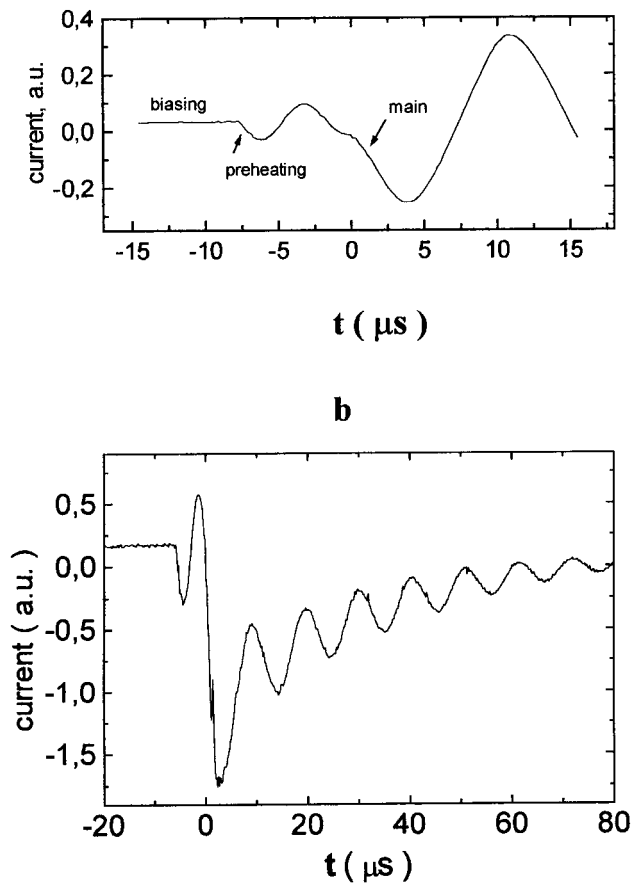 current, a.u.
0,4
0,2
0,0
-0,2
biasing
preheating
main
-15 -10 -5 0 5 10 15
t ( μs )
b
current ( a.u. )
0,5
0,0
-0,5
-1,0
-1,5
-20 0 20 40 60 80
t ( μs )